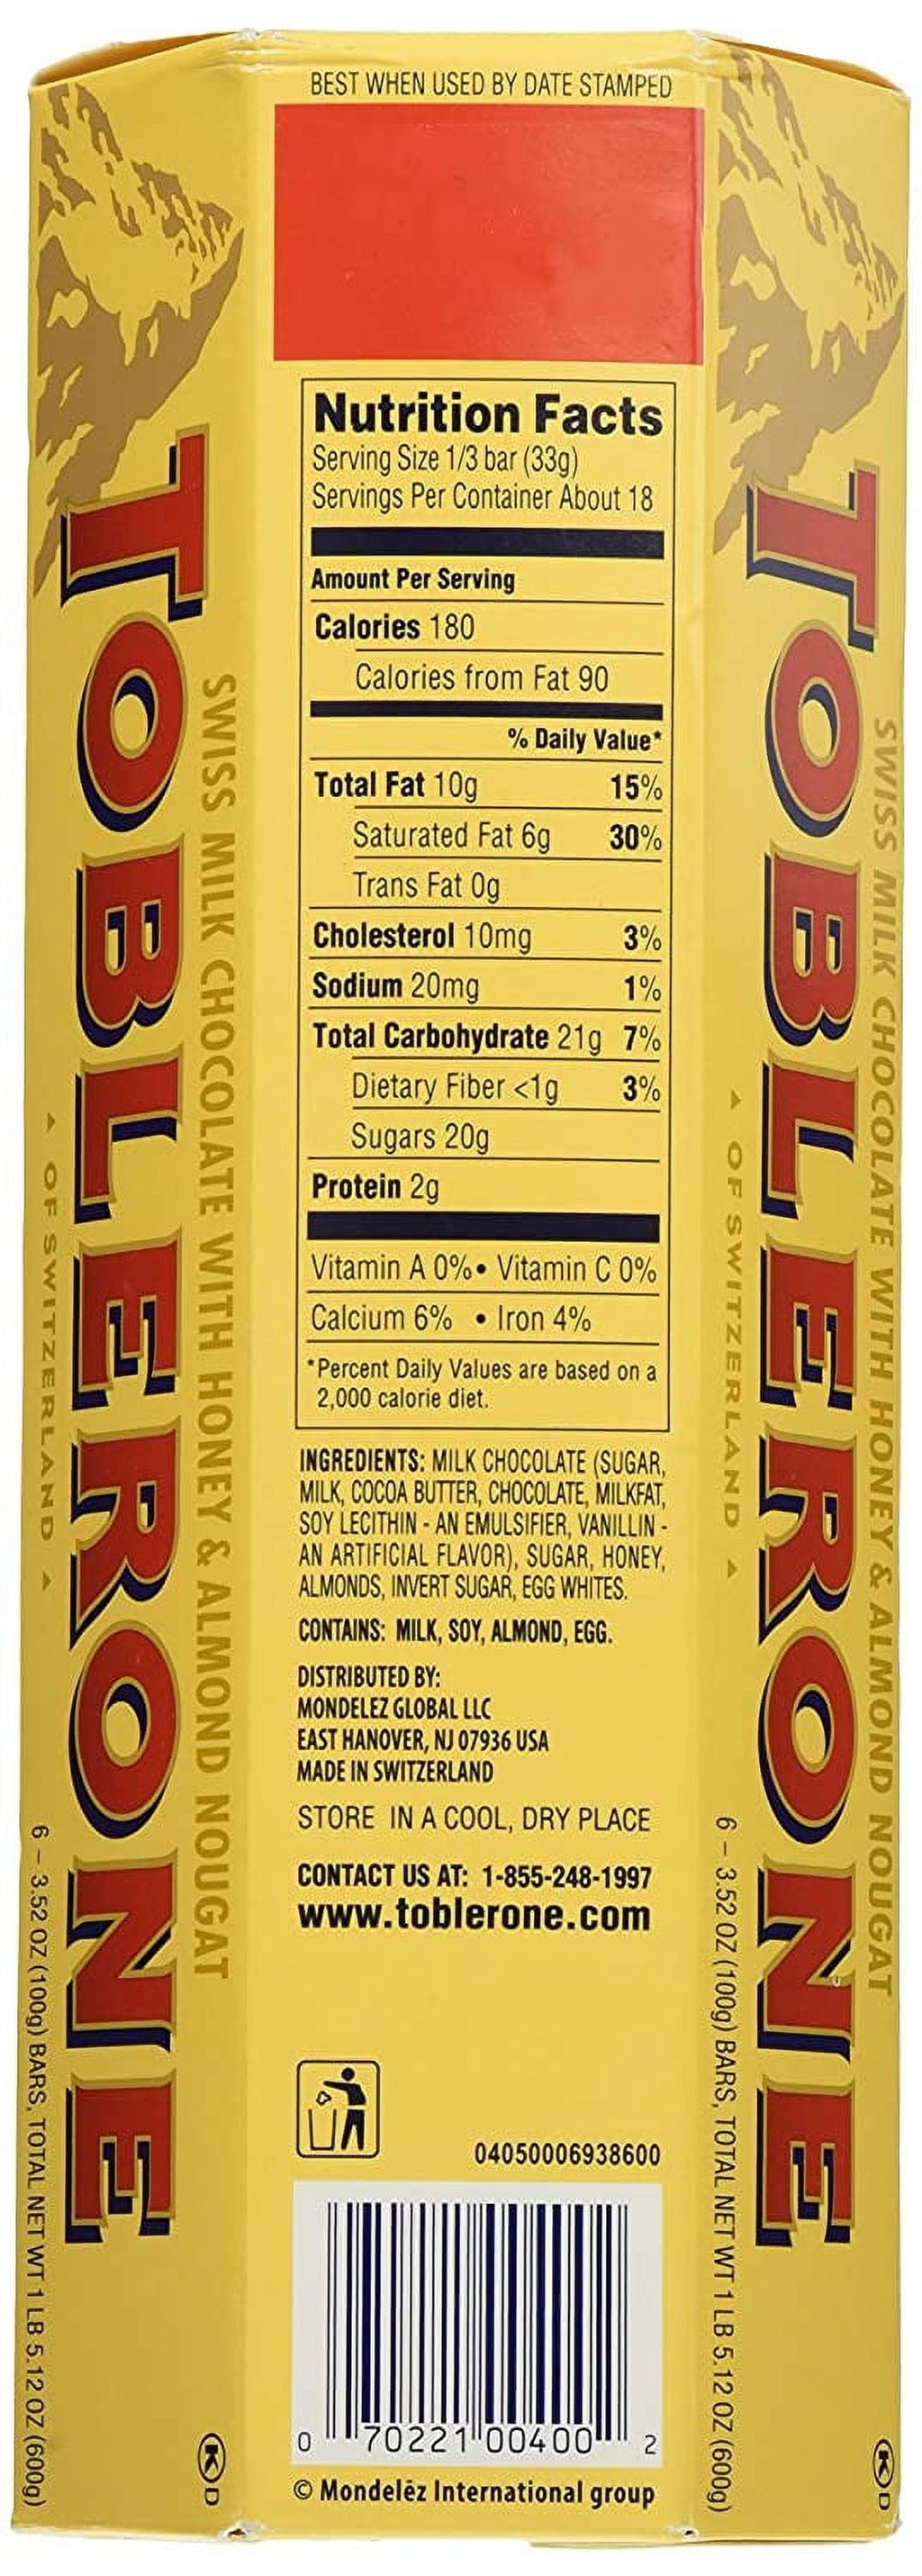 BEST WHEN USED BY DATE STAMPED
Nutrition Facts
Serving Size 1/3 bar (33g)
Servings Per Container About 18
Amount Per Serving
Calories 180
Calories from Fat 90
% Daily Value*
Total Fat 10g 15%
Saturated Fat 6g 30%
Trans Fat 0g
Cholesterol 10mg 3%
Sodium 20mg 1%
Total Carbohydrate 21g 7%
Dietary Fiber <1g 3%
Sugars 20g
Protein 2g
Vitamin A 0% • Vitamin C 0%
Calcium 6% • Iron 4%
*Percent Daily Values are based on a
2,000 calorie diet.
INGREDIENTS: MILK CHOCOLATE (SUGAR,
MILK, COCOA BUTTER, CHOCOLATE, MILKFAT,
SOY LECITHIN - AN EMULSIFIER, VANILLIN -
AN ARTIFICIAL FLAVOR), SUGAR, HONEY,
ALMONDS, INVERT SUGAR, EGG WHITES.
CONTAINS: MILK, SOY, ALMOND, EGG.
DISTRIBUTED BY:
MONDELEZ GLOBAL LLC
EAST HANOVER, NJ 07936 USA
MADE IN SWITZERLAND
STORE IN A COOL, DRY PLACE
CONTACT US AT: 1-855-248-1997
www.toblerone.com
04050006938600
0 70221 00400 2
© Mondelēz International group
SWISS MILK CHOCOLATE WITH HONEY & ALMOND NOUGAT
TOBLERONE
▲ OF SWITZERLAND ▲
6 – 3.52 OZ (100g) BARS, TOTAL NET WT 1 LB 5.12 OZ (600g)
K D
SWISS MILK CHOCOLATE WITH HONEY & ALMOND NOUGAT
TOBLERONE
▲ OF SWITZERLAND ▲
6 – 3.52 OZ (100g) BARS, TOTAL NET WT 1 LB 5.12 OZ (600g)
K D